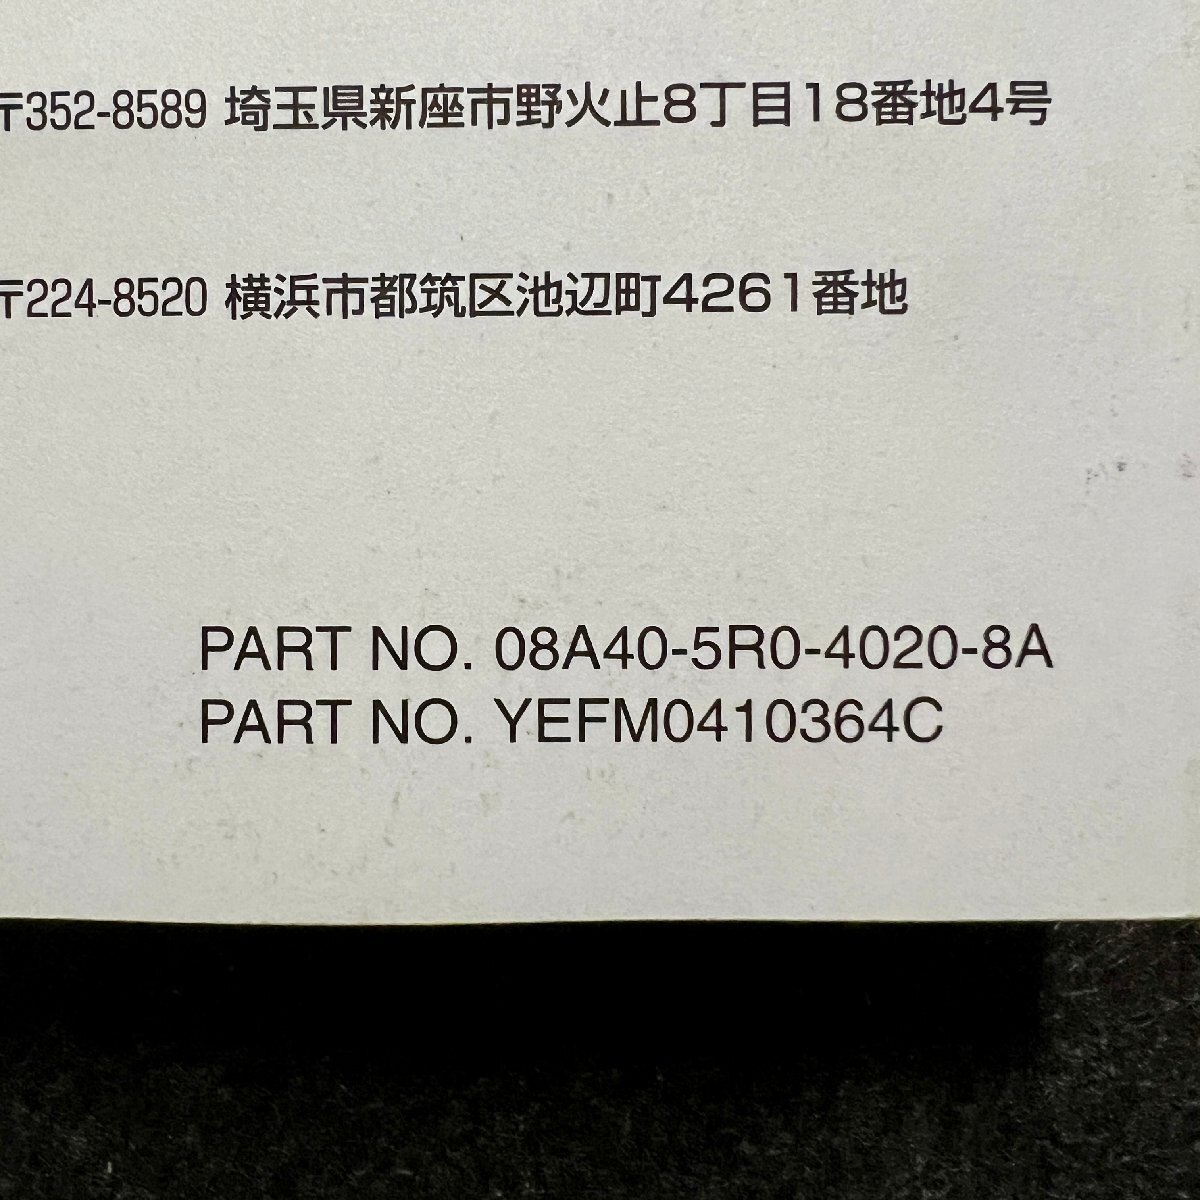 〒352-8589 埼玉県新座市野火止8丁目18番地4号
〒224-8520 横浜市都筑区池辺町4261番地
PART NO. 08A40-5R0-4020-8A
PART NO. YEFM0410364C